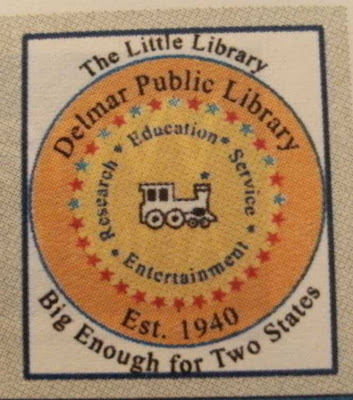 The Little Library
Delmar Public Library
Research * Education * Service * Entertainment *
Est. 1940
Big Enough for Two States